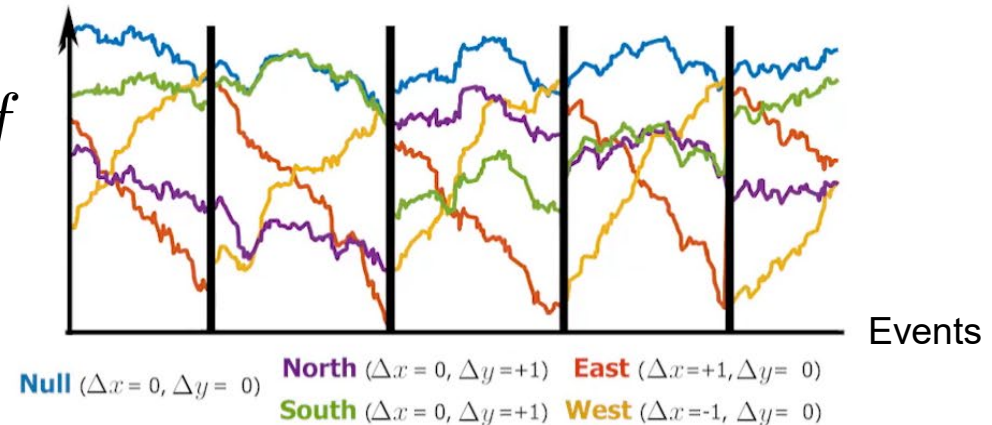 f
Events
Null (Δx = 0, Δy = 0)
North (Δx = 0, Δy =+1)
East (Δx=+1,Δy= 0)
South (Δx = 0, Δy =+1)
West (Δx=-1, Δy= 0)